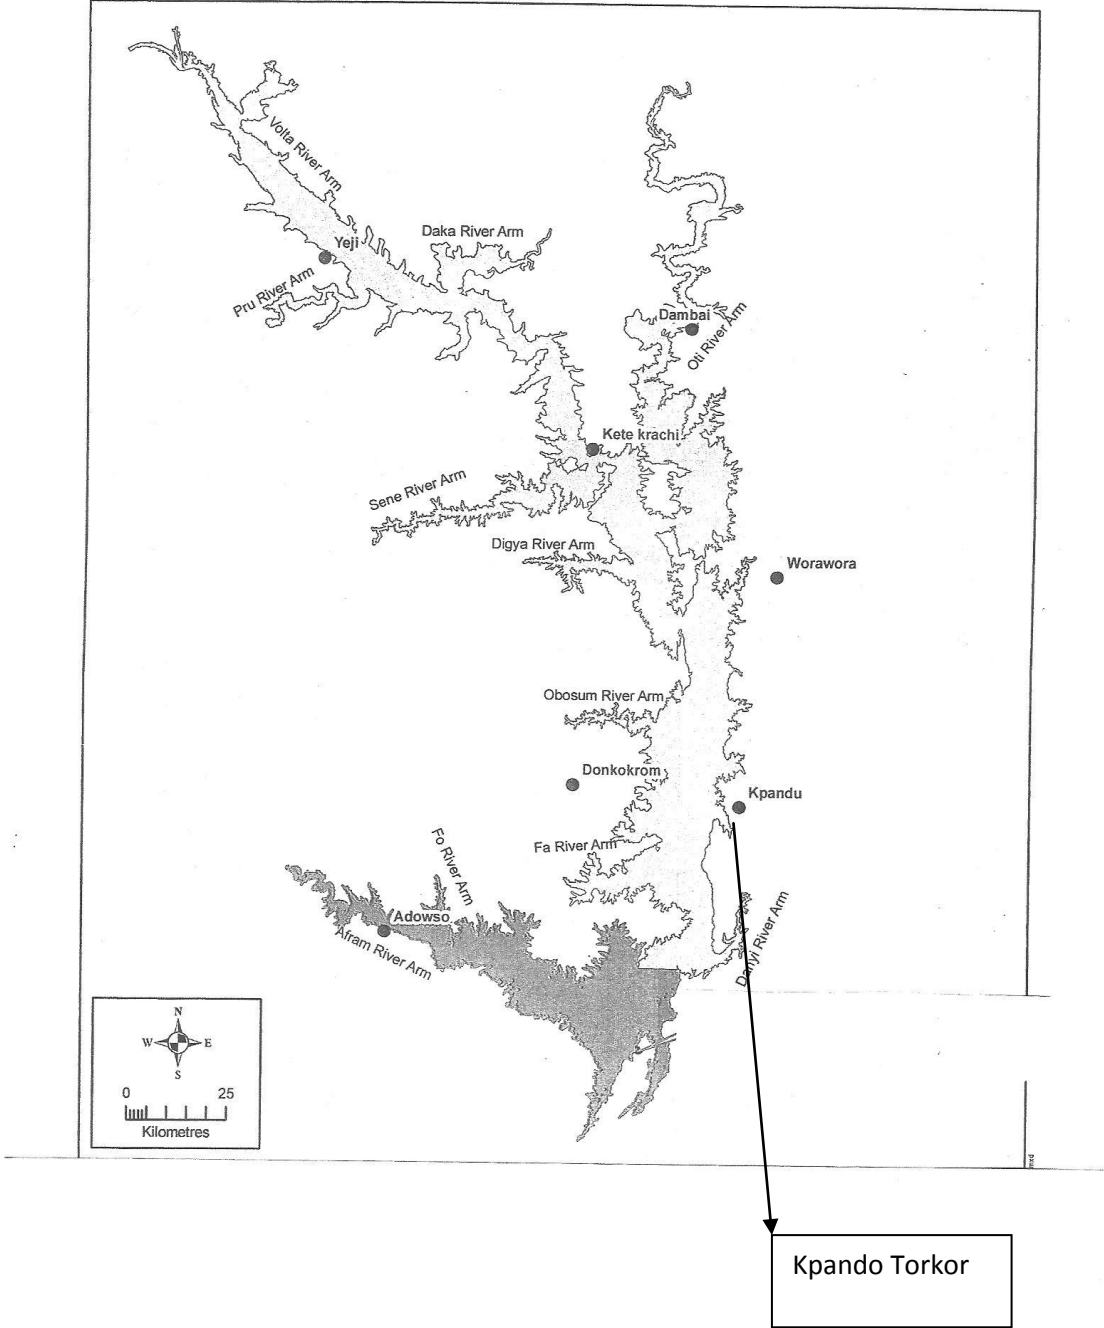 Volta River Arm
Daka River Arm
Yeji
Pru River Arm
Dambai
Oti River Arm
Kete krachi
Sene River Arm
Digya River Arm
Worawora
Obosum River Arm
Donkokrom
Kpandu
Fa River Arm
Fo River Arm
Adowso
Afram River Arm
Danyi River Arm
N
W E
S
0 25
Kilometres
mxd
Kpando Torkor